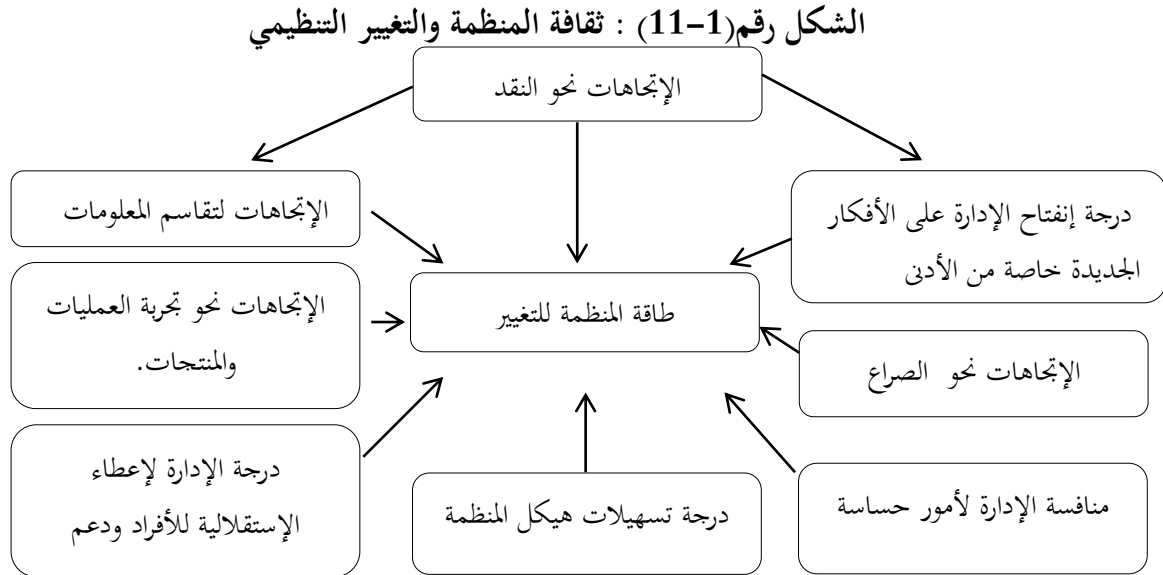 الشكل رقم(1-11) : ثقافة المنظمة والتغيير التنظيمي
الإتجاهات نحو النقد
درجة إنفتاح الإدارة على الأفكار
الجديدة خاصة من الأدنى
الإتجاهات لتقاسم المعلومات
الإتجاهات نحو تجربة العمليات
والمنتجات.
طاقة المنظمة للتغيير
الإتجاهات نحو الصراع
منافسة الإدارة لأمور حساسة
درجة تسهيلات هيكل المنظمة
درجة الإدارة لإعطاء
الإستقلالية للأفراد ودعم